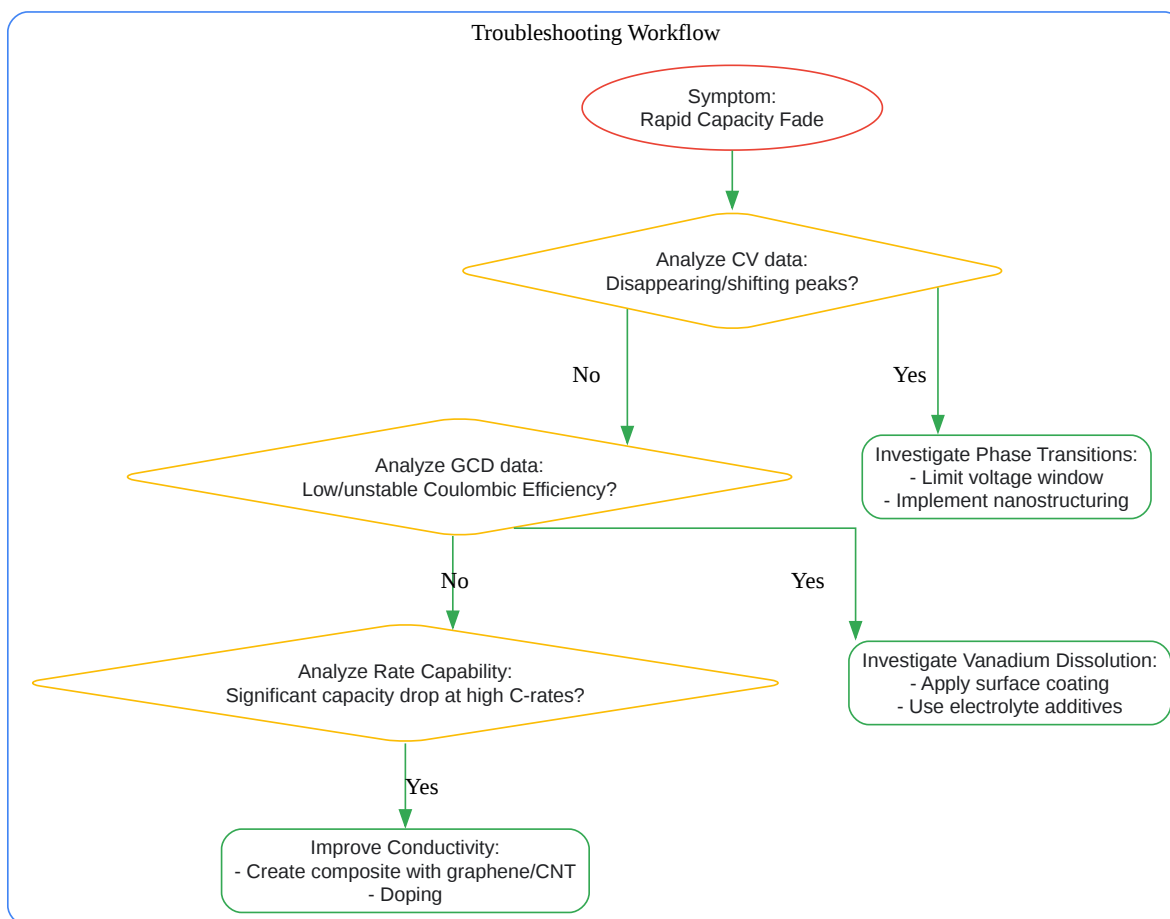 Troubleshooting Workflow
Symptom:
Rapid Capacity Fade
Analyze CV data:
Disappearing/shifting peaks?
No
Yes
Analyze GCD data:
Low/unstable Coulombic Efficiency?
Investigate Phase Transitions:
- Limit voltage window
- Implement nanostructuring
No
Yes
Analyze Rate Capability:
Significant capacity drop at high C-rates?
Investigate Vanadium Dissolution:
- Apply surface coating
- Use electrolyte additives
Yes
Improve Conductivity:
- Create composite with graphene/CNT
- Doping